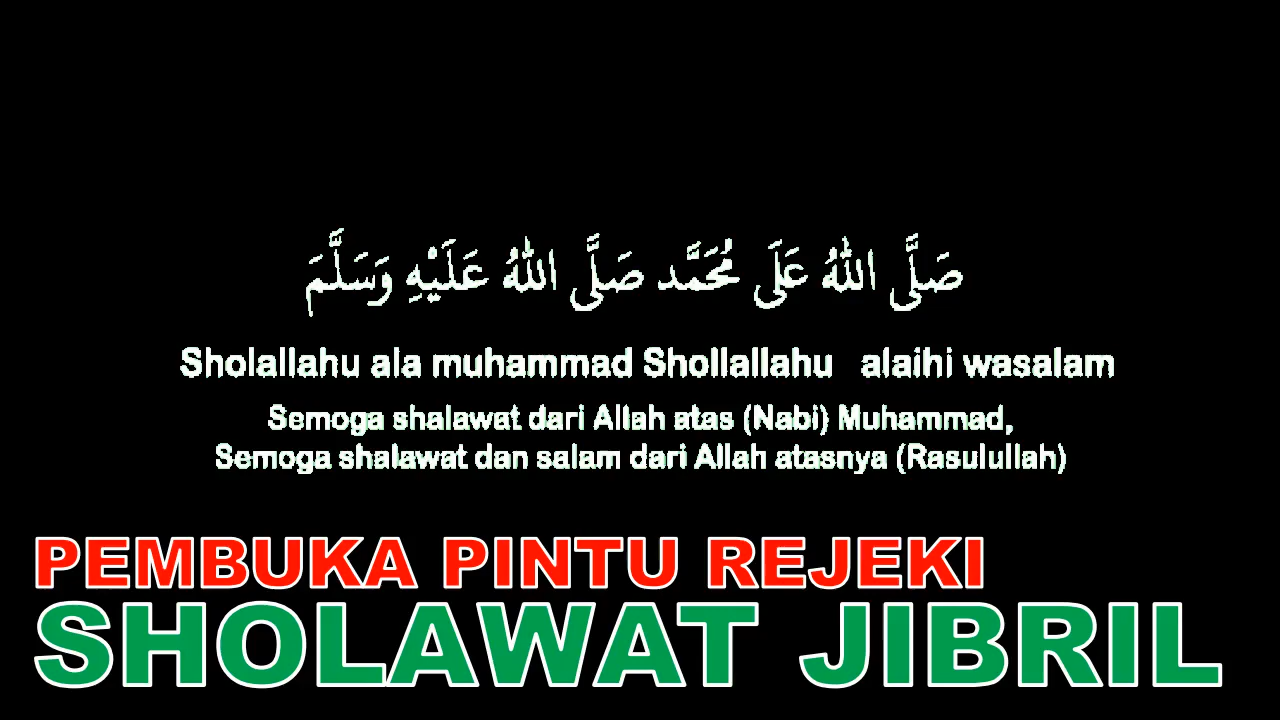 صَلَّى اللهُ عَلَى مُحَمَّد صَلَّى اللهُ عَلَيْهِ وَسَلَّمَ
Sholallahu ala muhammad Shollallahu alaihi wasalam
Semoga shalawat dari Allah atas (Nabi) Muhammad,
Semoga shalawat dan salam dari Allah atasnya (Rasulullah)
PEMBUKA PINTU REJEKI
SHOLAWAT JIBRIL